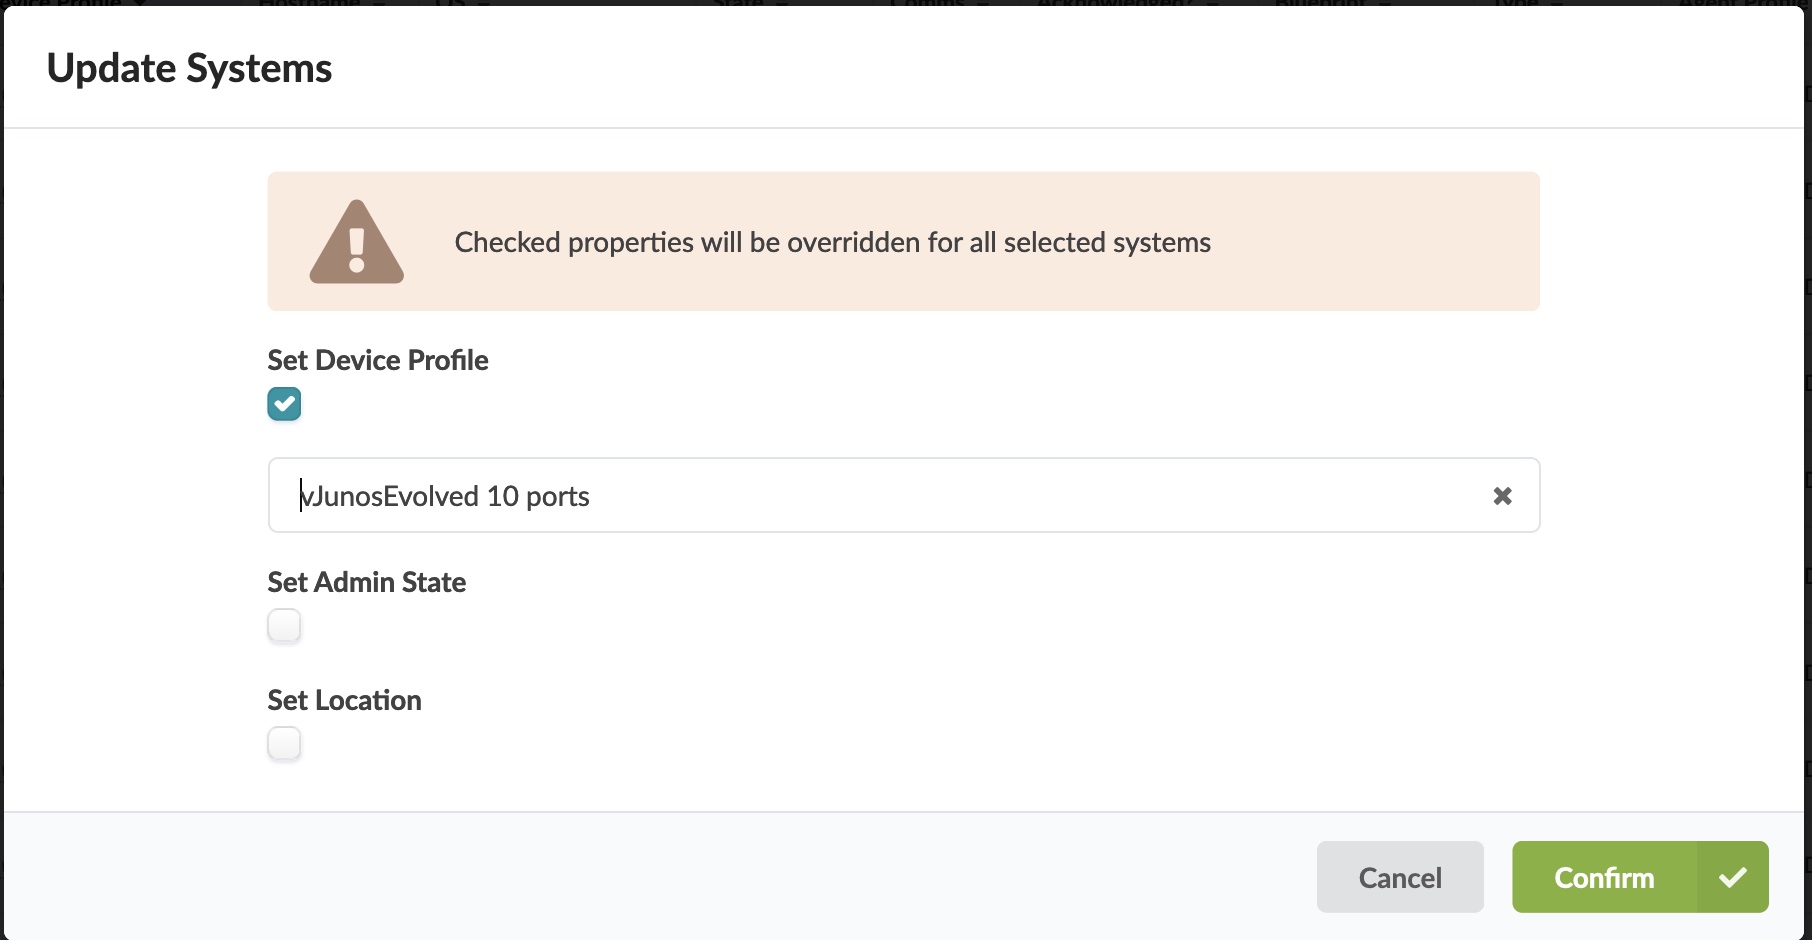 Update Systems
Checked properties will be overridden for all selected systems
Set Device Profile
vJunosEvolved 10 ports
Set Admin State
Set Location
Cancel
Confirm